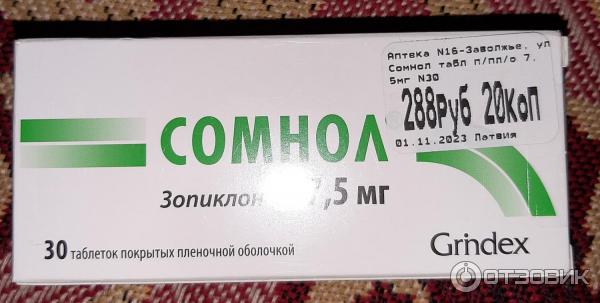 Аптека N16-Заволжье, ул
Сомнол табл п/пл/о 7.
5мг N30
288руб 20коп
01.11.2023 Латвия
СОМНОЛ
Зопиклон 7,5 мг
30 таблеток покрытых пленочной оболочкой
Grindex
ОТЗОВИК